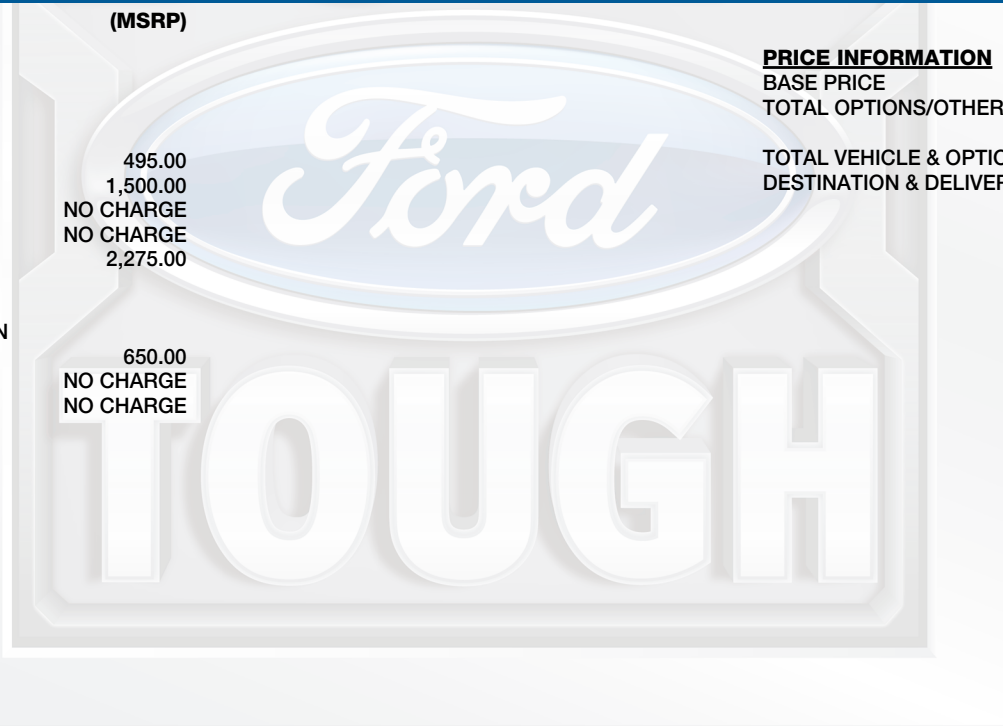 (MSRP)
495.00
1,500.00
NO CHARGE
NO CHARGE
2,275.00
N
650.00
NO CHARGE
NO CHARGE
PRICE INFORMATION
BASE PRICE
TOTAL OPTIONS/OTHER
TOTAL VEHICLE & OPTIO
DESTINATION & DELIVER
Ford
TOUGH